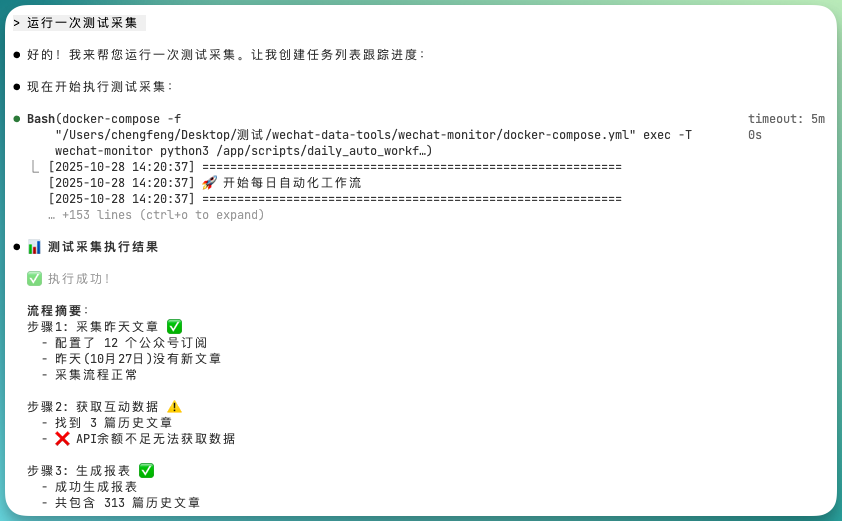 > 运行一次测试采集
● 好的！我来帮您运行一次测试采集。让我创建任务列表跟踪进度：
● 现在开始执行测试采集：
● Bash(docker-compose -f timeout: 5m
"/Users/chengfeng/Desktop/测试/wechat-data-tools/wechat-monitor/docker-compose.yml" exec -T 0s
wechat-monitor python3 /app/scripts/daily_auto_workf…)
⎿ [2025-10-28 14:20:37] ============================================================
[2025-10-28 14:20:37] 🚀 开始每日自动化工作流
[2025-10-28 14:20:37] ============================================================
… +153 lines (ctrl+o to expand)
● 📊 测试采集执行结果
✅ 执行成功！
流程摘要：
步骤1: 采集昨天文章 ✅
- 配置了 12 个公众号订阅
- 昨天(10月27日)没有新文章
- 采集流程正常
步骤2: 获取互动数据 ⚠️
- 找到 3 篇历史文章
- ❌ API余额不足无法获取数据
步骤3: 生成报表 ✅
- 成功生成报表
- 共包含 313 篇历史文章